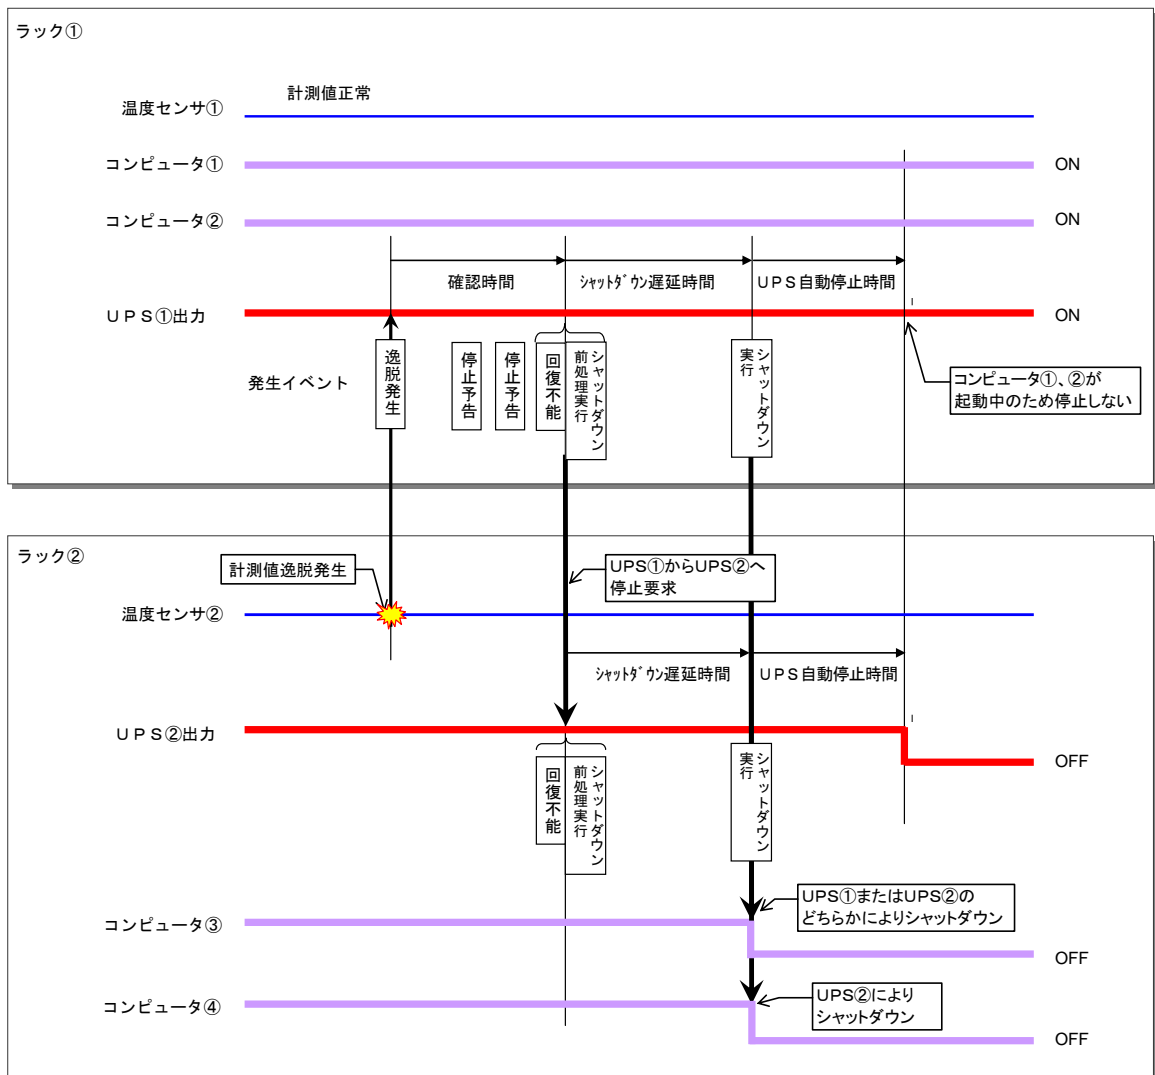 ラック①
計測値正常
温度センサ①
コンピュータ①
ON
コンピュータ②
ON
確認時間
ｼｬｯﾄﾀﾞｳﾝ遅延時間
ＵＰＳ自動停止時間
ＵＰＳ①出力
ON
発生イベント
逸脱発生
停止予告
停止予告
回復不能
シャットダウン
前処理実行
シャットダウン
実行
コンピュータ①、②が
起動中のため停止しない
ラック②
計測値逸脱発生
UPS①からUPS②へ
停止要求
温度センサ②
ｼｬｯﾄﾀﾞｳﾝ遅延時間
ＵＰＳ自動停止時間
ＵＰＳ②出力
OFF
回復不能
シャットダウン
前処理実行
シャットダウン
実行
UPS①またはUPS②の
どちらかによりシャットダウン
コンピュータ③
OFF
UPS②により
シャットダウン
コンピュータ④
OFF